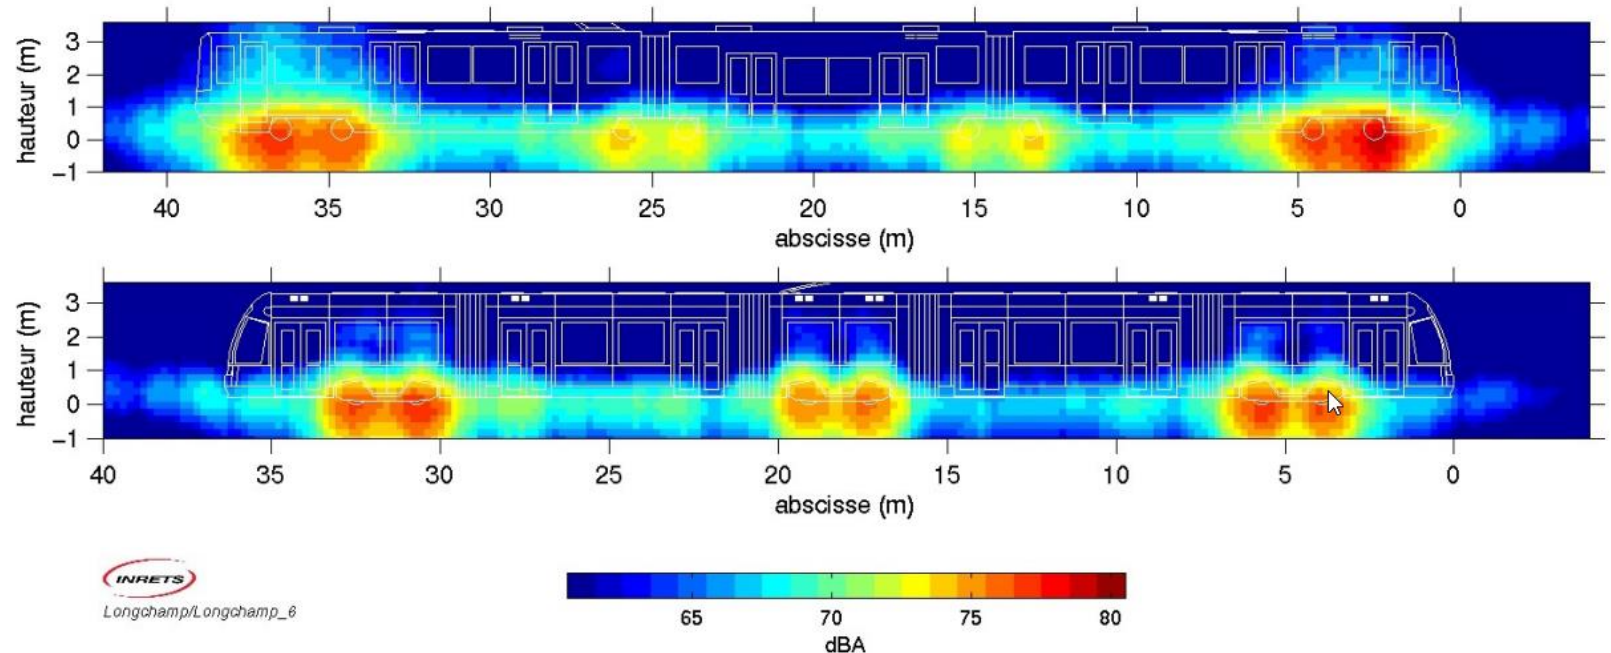 hauteur (m)
3
2
1
0
−1
40 35 30 25 20 15 10 5 0
abscisse (m)
hauteur (m)
3
2
1
0
−1
40 35 30 25 20 15 10 5 0
abscisse (m)
INRETS
Longchamp/Longchamp_6
65 70 75 80
dBA